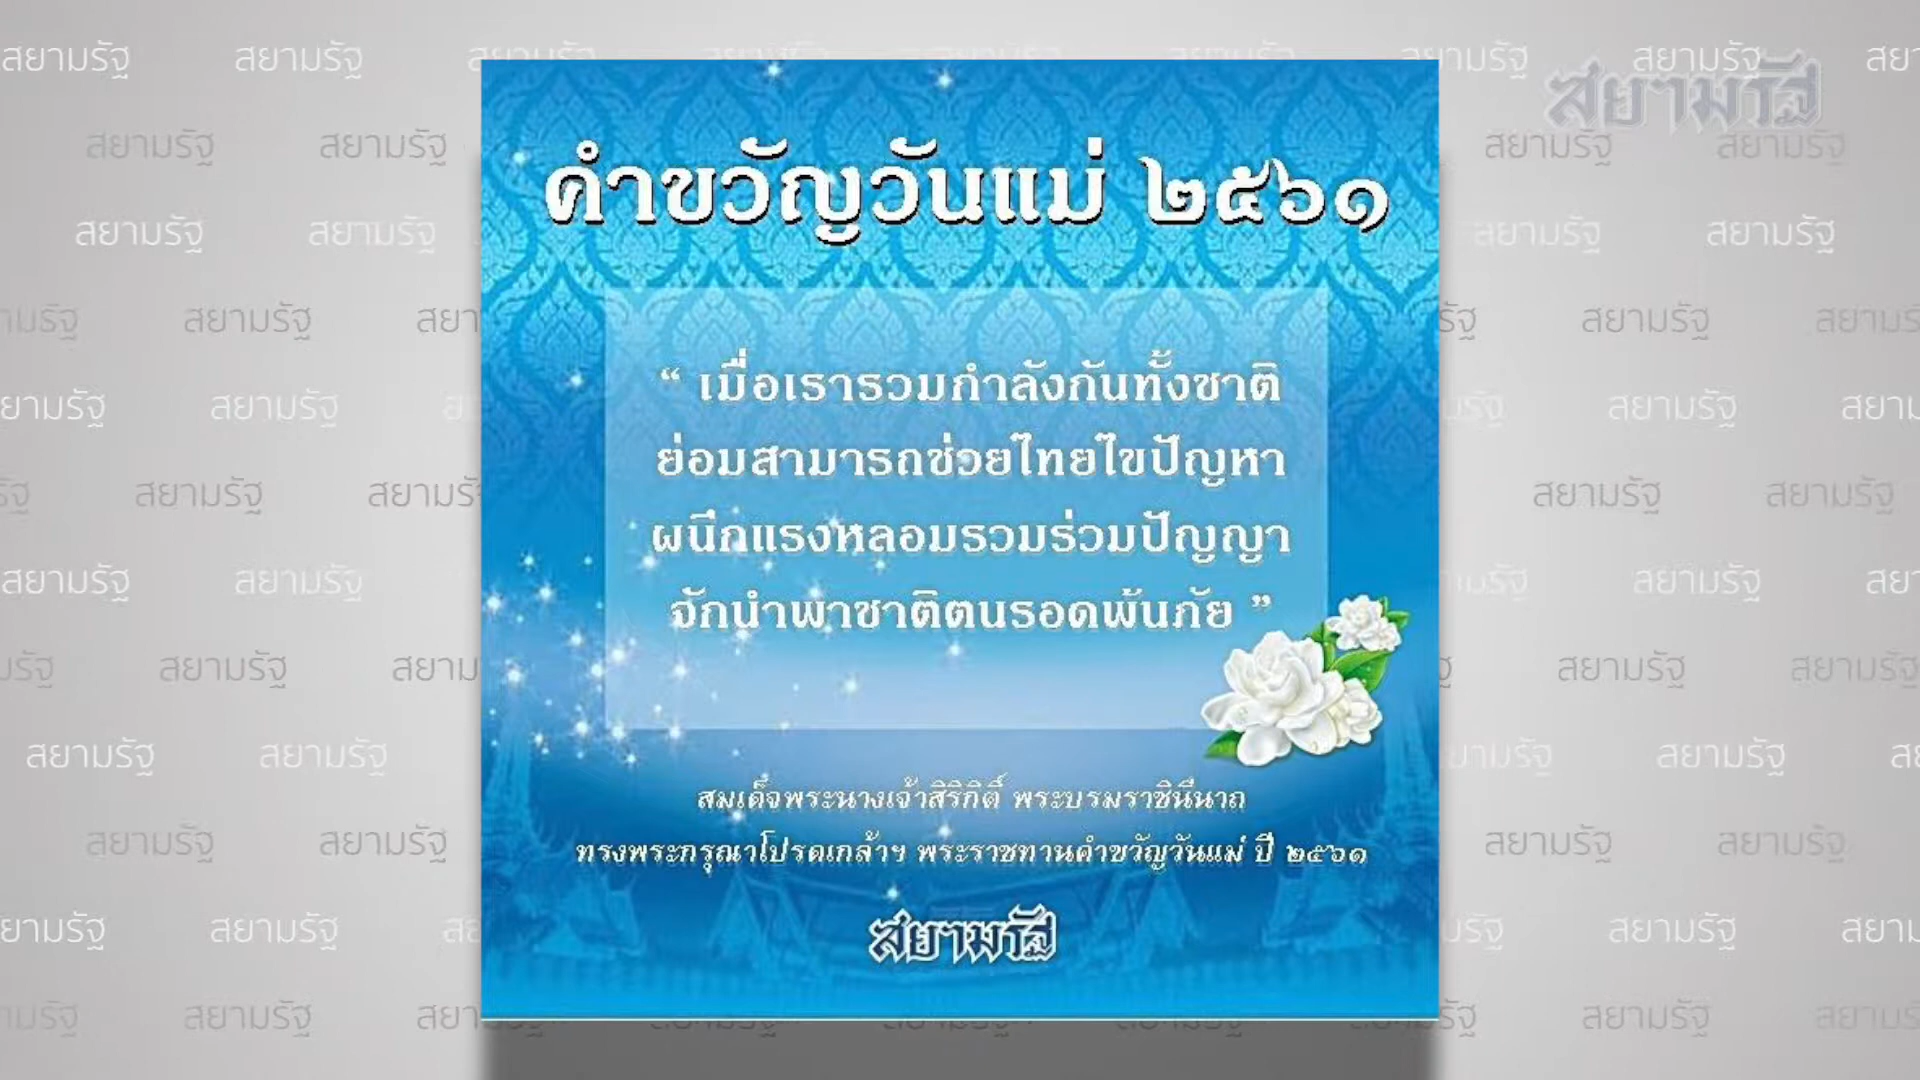 คำขวัญวันแม่ ๒๕๖๑
“ เมื่อเรารวมกำลังกันทั้งชาติ
ย่อมสามารถช่วยไทยไขปัญหา
ผนึกแรงหลอมรวมร่วมปัญญา
จักนำพาชาติตนรอดพ้นภัย ”
สมเด็จพระนางเจ้าสิริกิติ์ พระบรมราชินีนาถ
ทรงพระกรุณาโปรดเกล้าฯ พระราชทานคำขวัญวันแม่ ปี ๒๕๖๑
สยามรัฐ
สยามรัฐ